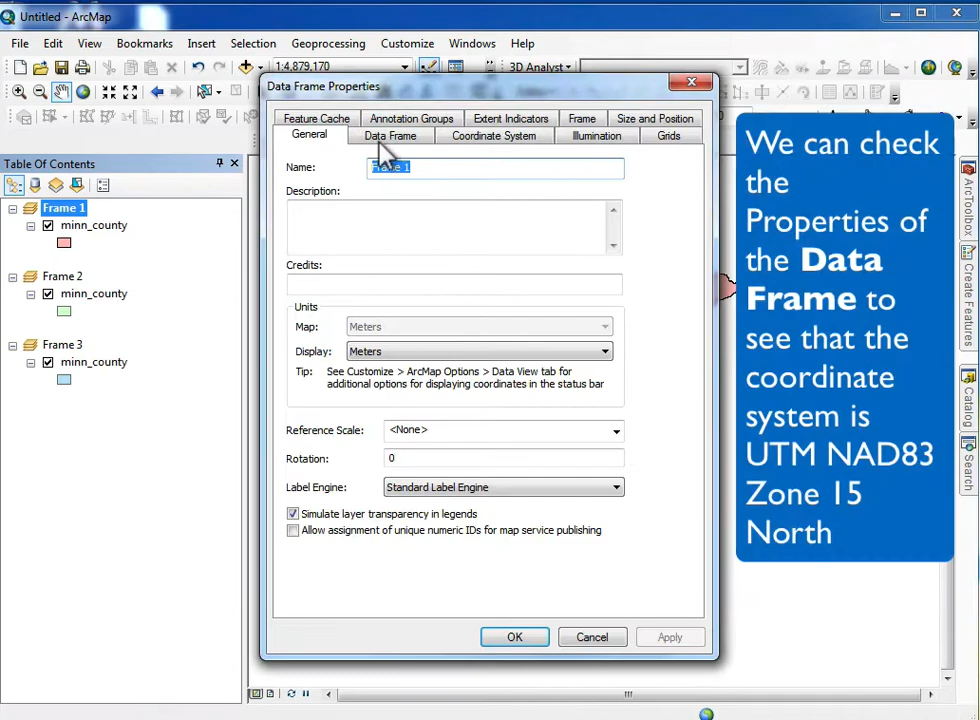 Untitled - ArcMap
File Edit View Bookmarks Insert Selection Geoprocessing Customize Windows Help
1:4,879,170
3D Analyst
Table Of Contents
Frame 1
minn_county
Frame 2
minn_county
Frame 3
minn_county
Data Frame Properties
Feature Cache Annotation Groups Extent Indicators Frame Size and Position
General Data Frame Coordinate System Illumination Grids
Name: Frame 1
Description:
Credits:
Units
Map: Meters
Display: Meters
Tip: See Customize > ArcMap Options > Data View tab for
additional options for displaying coordinates in the status bar
Reference Scale: <None>
Rotation: 0
Label Engine: Standard Label Engine
Simulate layer transparency in legends
Allow assignment of unique numeric IDs for map service publishing
OK Cancel Apply
We can check
the
Properties of
the Data
Frame to
see that the
coordinate
system is
UTM NAD83
Zone 15
North
ArcToolbox
Create Features
Catalog
Search